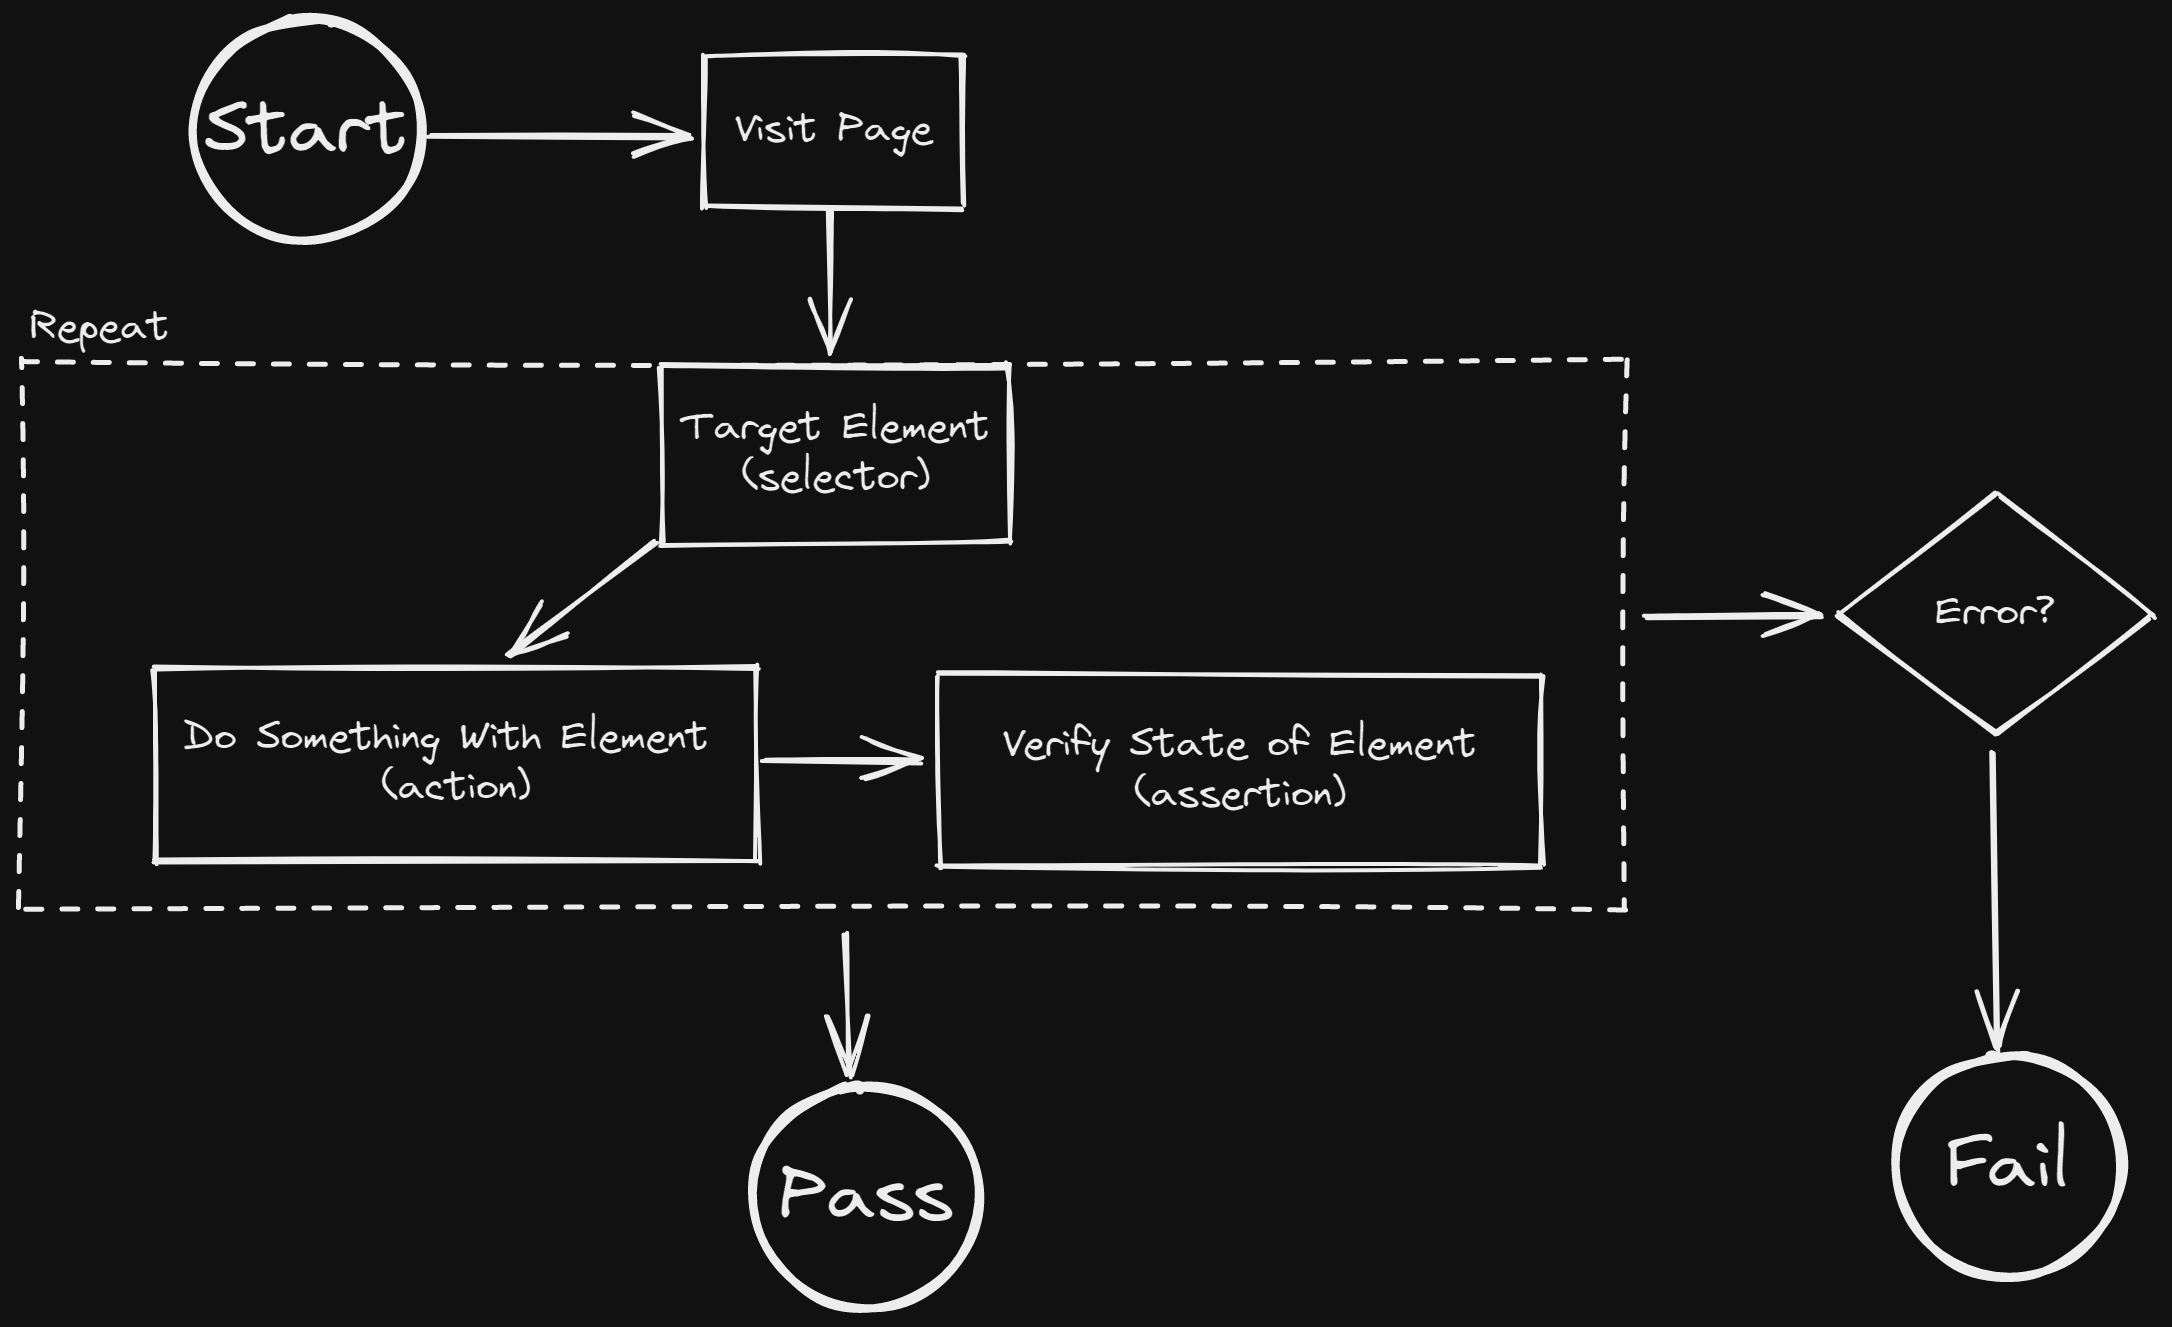 Start
Visit Page
Repeat
Target Element
(selector)
Error?
Do Something With Element
(action)
Verify State of Element
(assertion)
Pass
Fail